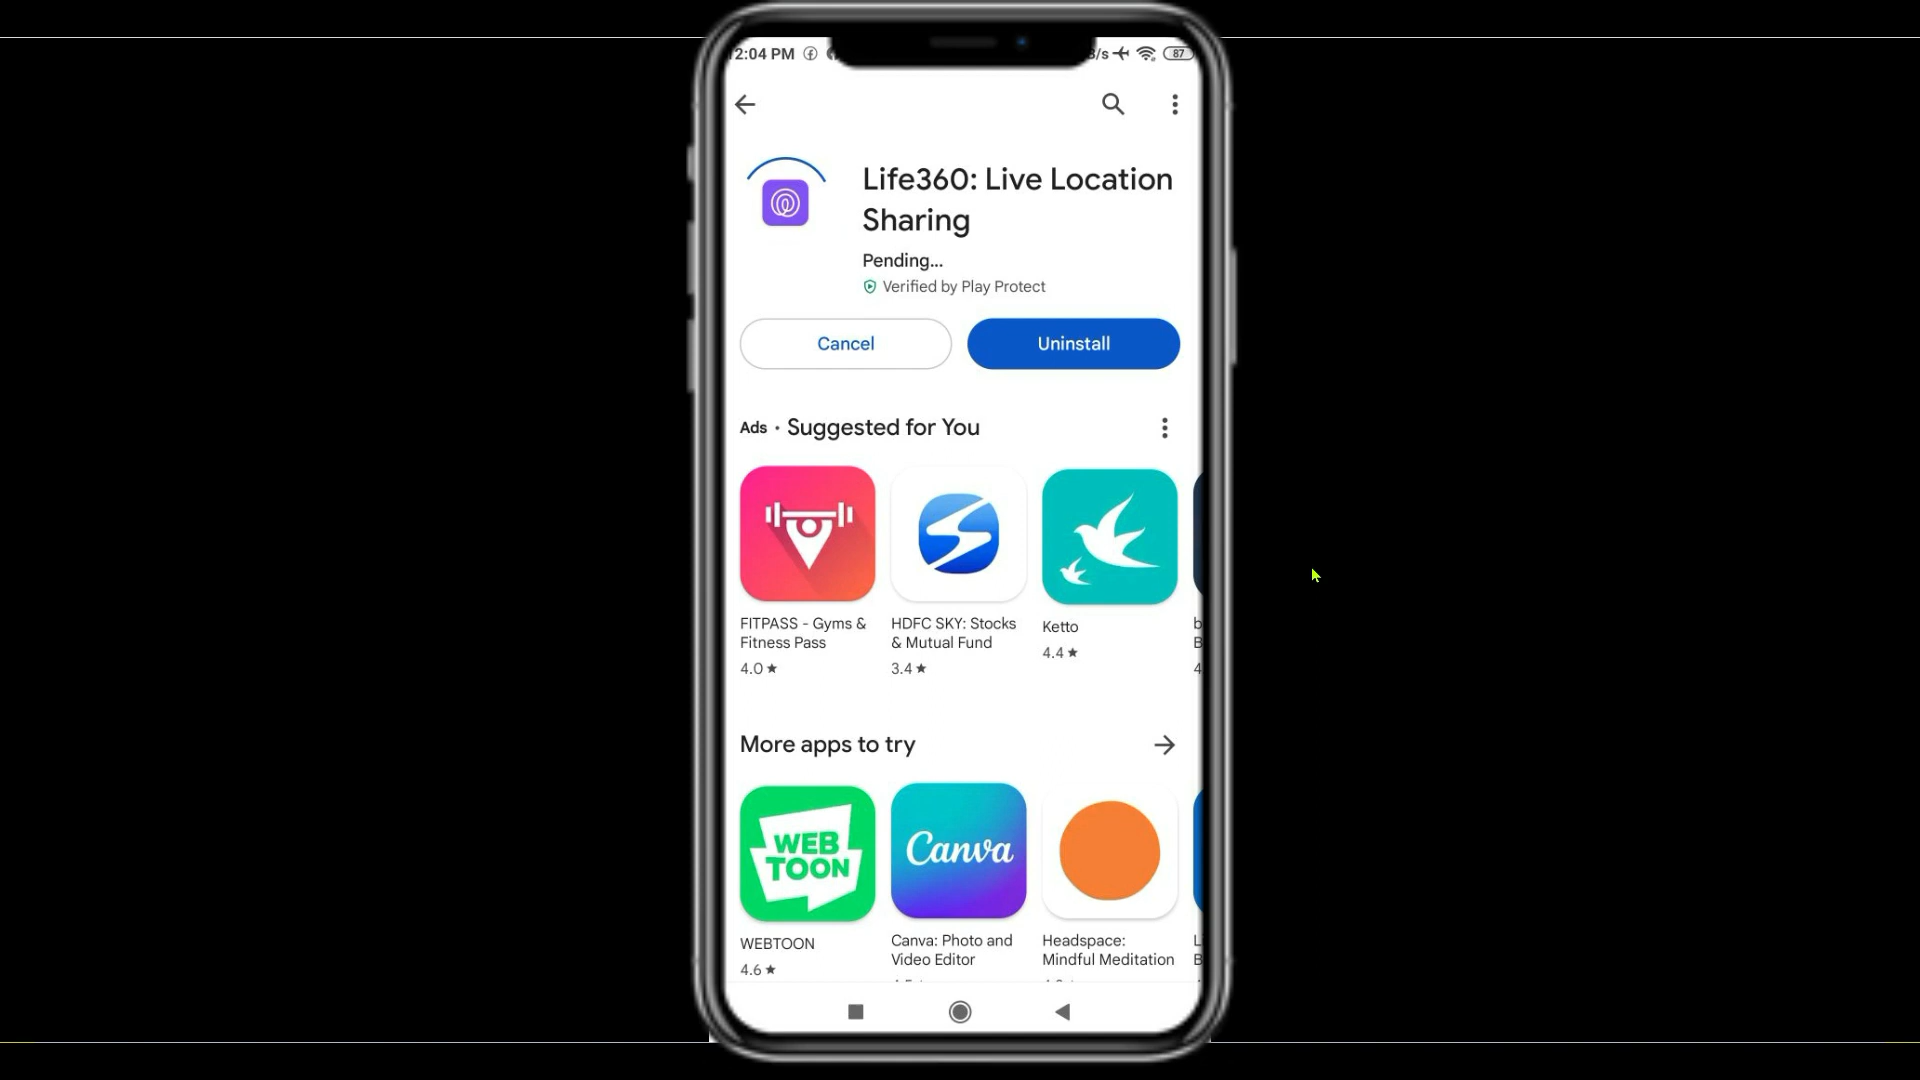 2:04 PM
B/s
87
Life360: Live Location
Sharing
Pending...
Verified by Play Protect
Cancel
Uninstall
Ads • Suggested for You
FITPASS - Gyms &
Fitness Pass
4.0 ★
HDFC SKY: Stocks
& Mutual Fund
3.4 ★
Ketto
4.4 ★
b
B
4
More apps to try
WEB
TOON
Canva
WEBTOON
4.6 ★
Canva: Photo and
Video Editor
Headspace:
Mindful Meditation
L
B